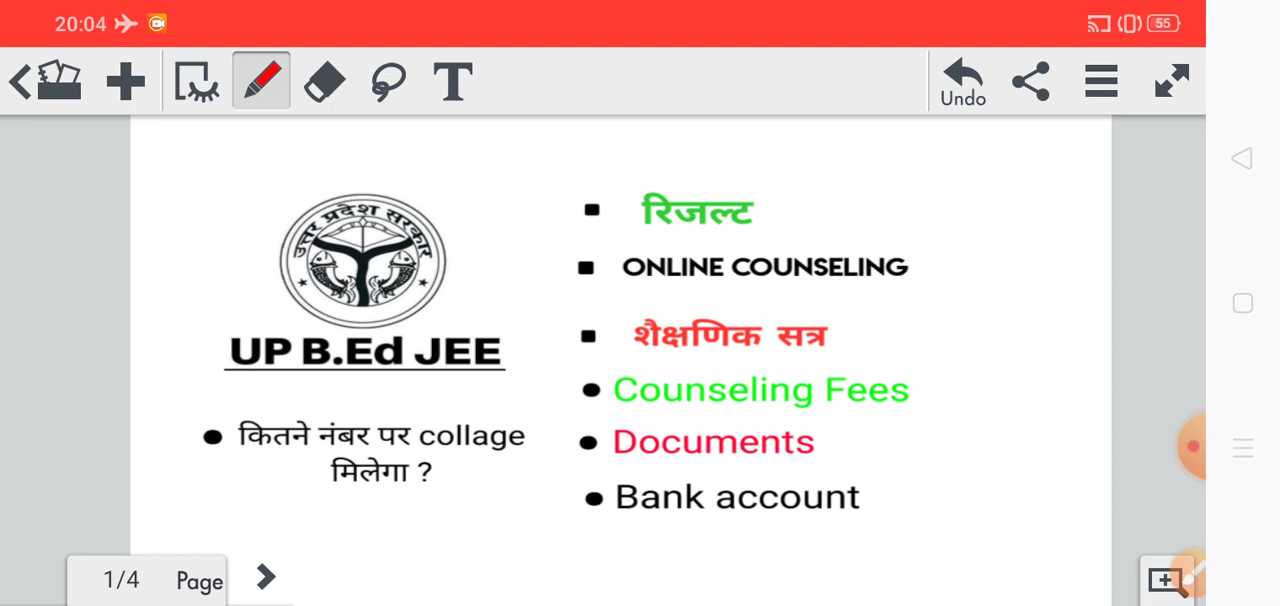 20:04
55
Undo
T
उत्तर प्रदेश सरकार
UP B.Ed JEE
कितने नंबर पर collage
मिलेगा ?
रिजल्ट
ONLINE COUNSELING
शैक्षणिक सत्र
Counseling Fees
Documents
Bank account
1/4 Page